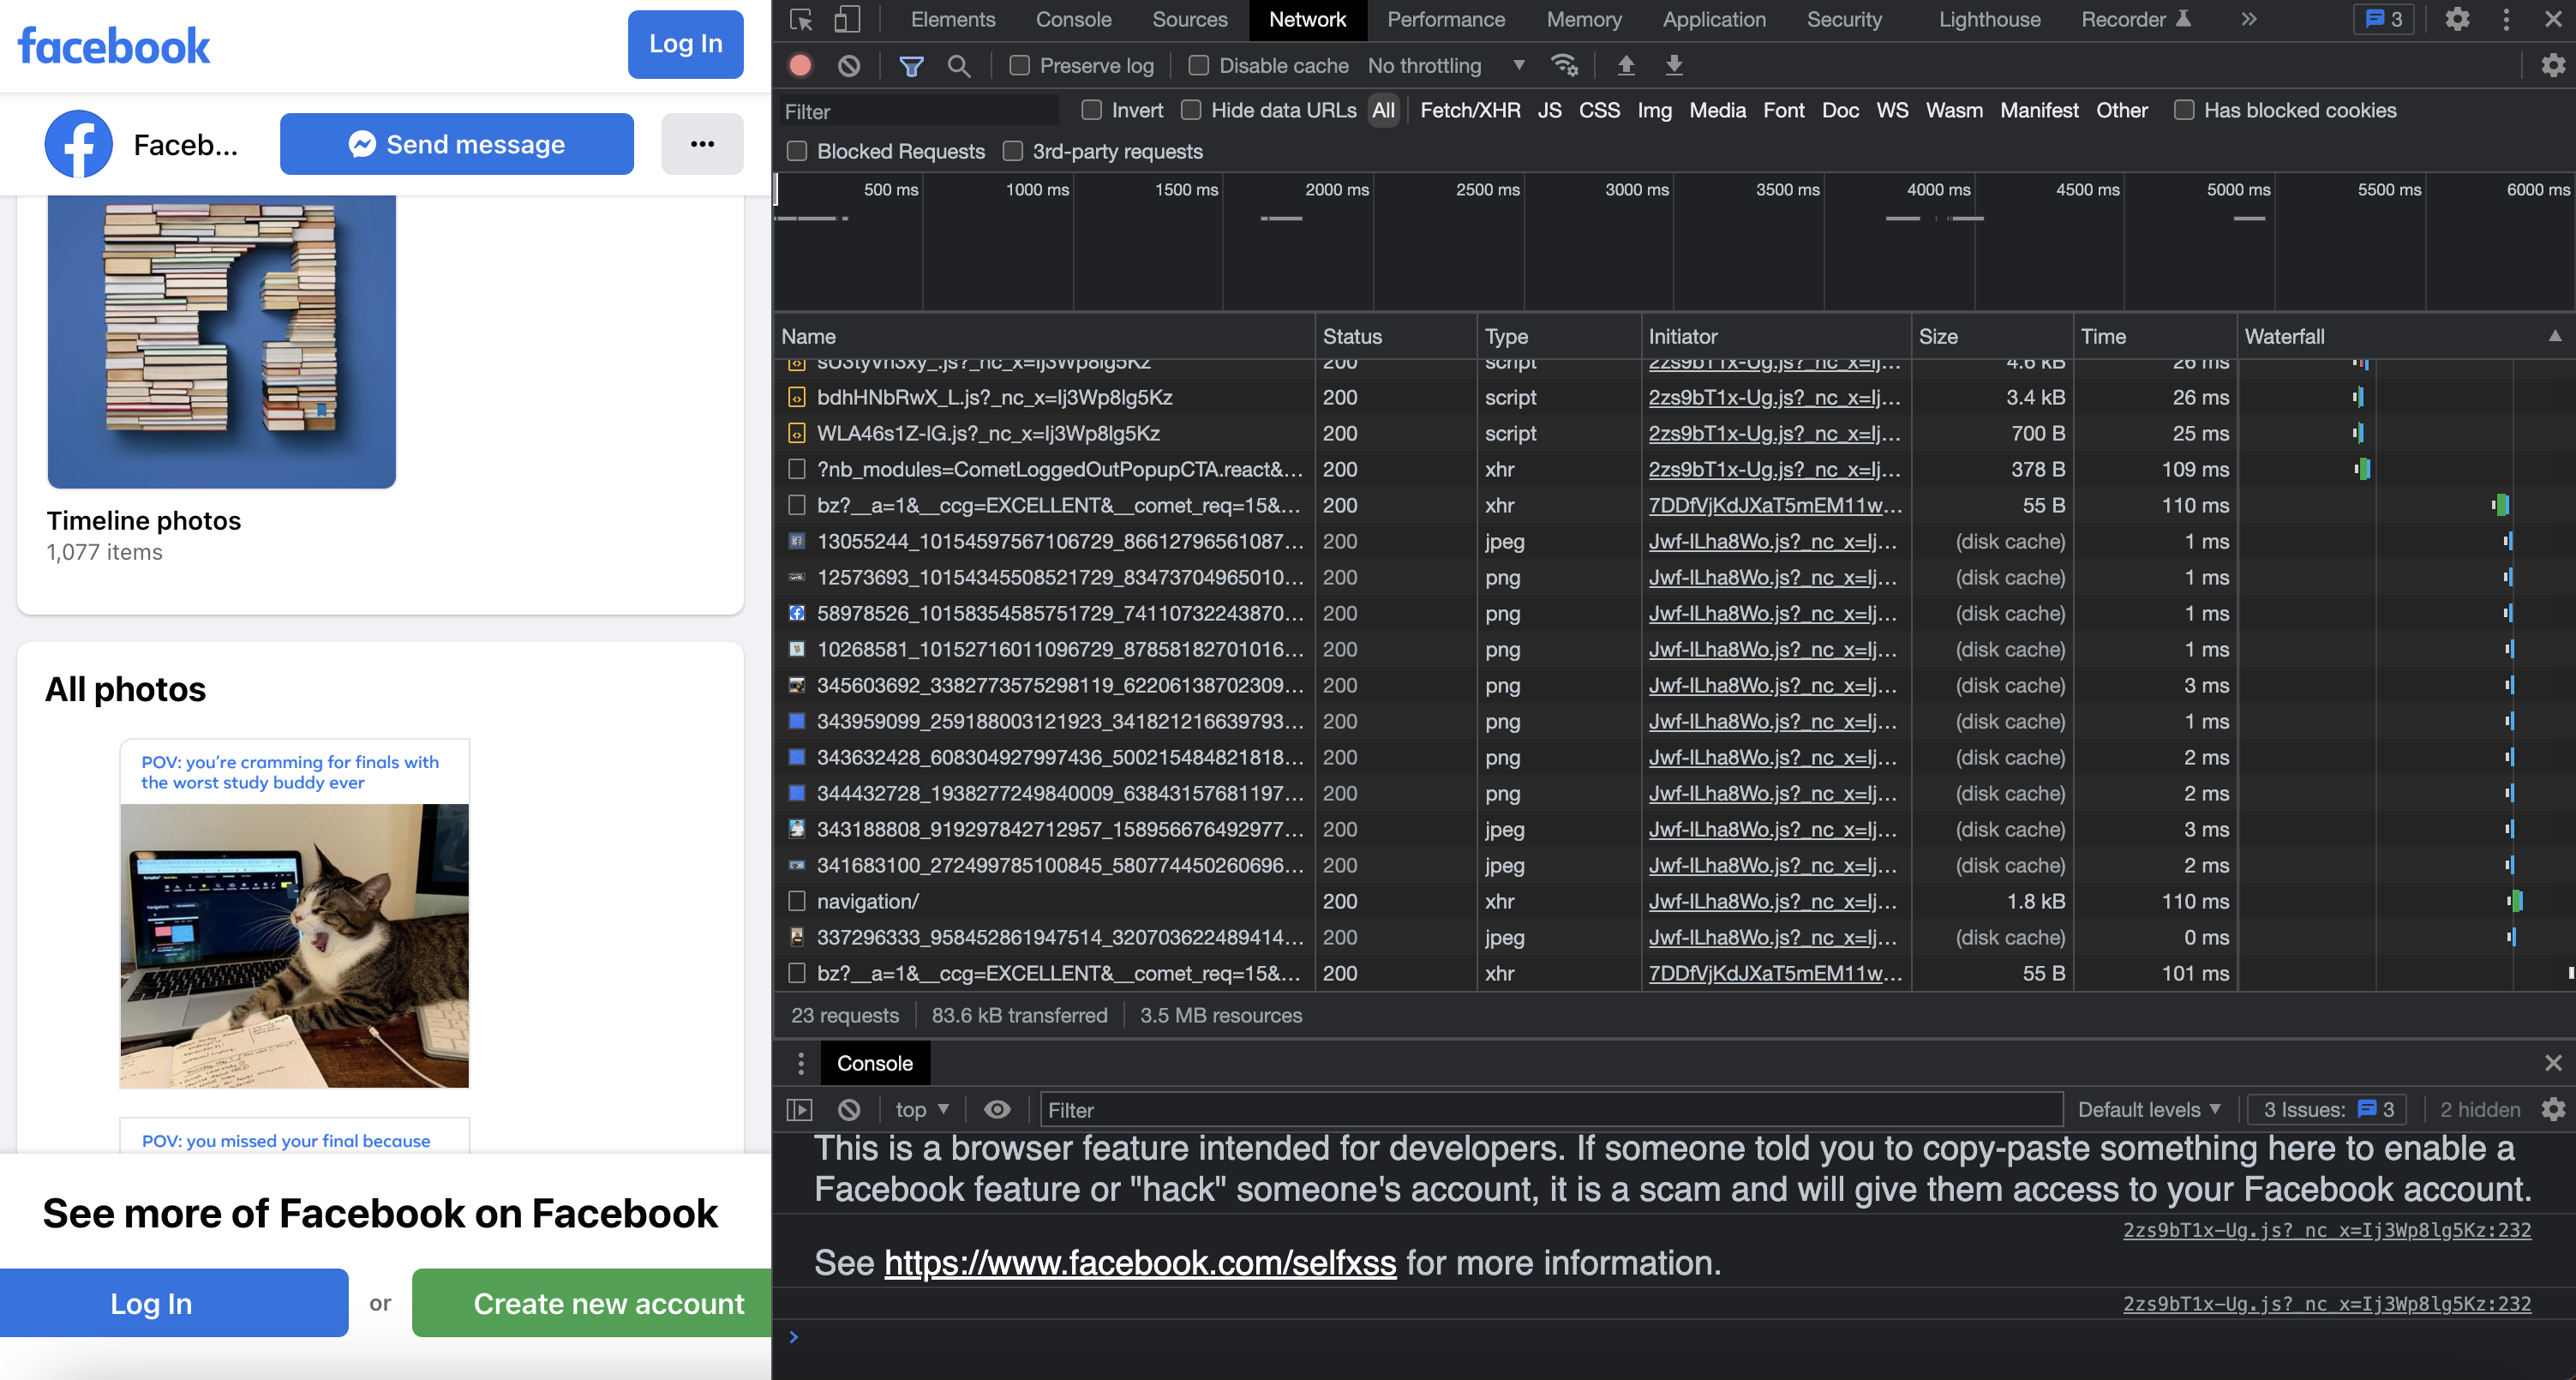 facebook
Log In
Faceb...
Send message
Timeline photos
1,077 items
All photos
POV: you're cramming for finals with
the worst study buddy ever
POV: you missed your final because
See more of Facebook on Facebook
Log In or Create new account
Elements Console Sources Network Performance Memory Application Security Lighthouse Recorder 3
Preserve log Disable cache No throttling
Filter Invert Hide data URLs All Fetch/XHR JS CSS Img Media Font Doc WS Wasm Manifest Other Has blocked cookies
Blocked Requests 3rd-party requests
500 ms 1000 ms 1500 ms 2000 ms 2500 ms 3000 ms 3500 ms 4000 ms 4500 ms 5000 ms 5500 ms 6000 ms
Name Status Type Initiator Size Time Waterfall
sU3tyVn3xy_.js?_nc_x=Ij3Wp8lg5Kz 200 script 2zs9bT1x-Ug.js?_nc_x=Ij... 4.6 kB 26 ms
bdhHNbRwX_L.js?_nc_x=Ij3Wp8lg5Kz 200 script 2zs9bT1x-Ug.js?_nc_x=Ij... 3.4 kB 26 ms
WLA46s1Z-lG.js?_nc_x=Ij3Wp8lg5Kz 200 script 2zs9bT1x-Ug.js?_nc_x=Ij... 700 B 25 ms
?nb_modules=CometLoggedOutPopupCTA.react&... 200 xhr 2zs9bT1x-Ug.js?_nc_x=Ij... 378 B 109 ms
bz?__a=1&__ccg=EXCELLENT&__comet_req=15&... 200 xhr 7DDfVjKdJXaT5mEM11w... 55 B 110 ms
13055244_10154597567106729_86612796561087... 200 jpeg Jwf-lLha8Wo.js?_nc_x=Ij... (disk cache) 1 ms
12573693_10154345508521729_83473704965010... 200 png Jwf-lLha8Wo.js?_nc_x=Ij... (disk cache) 1 ms
58978526_10158354585751729_74110732243870... 200 png Jwf-lLha8Wo.js?_nc_x=Ij... (disk cache) 1 ms
10268581_10152716011096729_87858182701016... 200 png Jwf-lLha8Wo.js?_nc_x=Ij... (disk cache) 1 ms
345603692_3382773575298119_62206138702309... 200 png Jwf-lLha8Wo.js?_nc_x=Ij... (disk cache) 3 ms
343959099_259188003121923_341821216639793... 200 png Jwf-lLha8Wo.js?_nc_x=Ij... (disk cache) 1 ms
343632428_608304927997436_500215484821818... 200 png Jwf-lLha8Wo.js?_nc_x=Ij... (disk cache) 2 ms
344432728_1938277249840009_63843157681197... 200 png Jwf-lLha8Wo.js?_nc_x=Ij... (disk cache) 2 ms
343188808_919297842712957_158956676492977... 200 jpeg Jwf-lLha8Wo.js?_nc_x=Ij... (disk cache) 3 ms
341683100_272499785100845_580774450260696... 200 jpeg Jwf-lLha8Wo.js?_nc_x=Ij... (disk cache) 2 ms
navigation/ 200 xhr Jwf-lLha8Wo.js?_nc_x=Ij... 1.8 kB 110 ms
337296333_958452861947514_320703622489414... 200 jpeg Jwf-lLha8Wo.js?_nc_x=Ij... (disk cache) 0 ms
bz?__a=1&__ccg=EXCELLENT&__comet_req=15&... 200 xhr 7DDfVjKdJXaT5mEM11w... 55 B 101 ms
23 requests 83.6 kB transferred 3.5 MB resources
Console
top Filter Default levels 3 Issues: 3 2 hidden
This is a browser feature intended for developers. If someone told you to copy-paste something here to enable a
Facebook feature or "hack" someone's account, it is a scam and will give them access to your Facebook account.
2zs9bT1x-Ug.js?_nc_x=Ij3Wp8lg5Kz:232
See https://www.facebook.com/selfxss for more information.
2zs9bT1x-Ug.js?_nc_x=Ij3Wp8lg5Kz:232